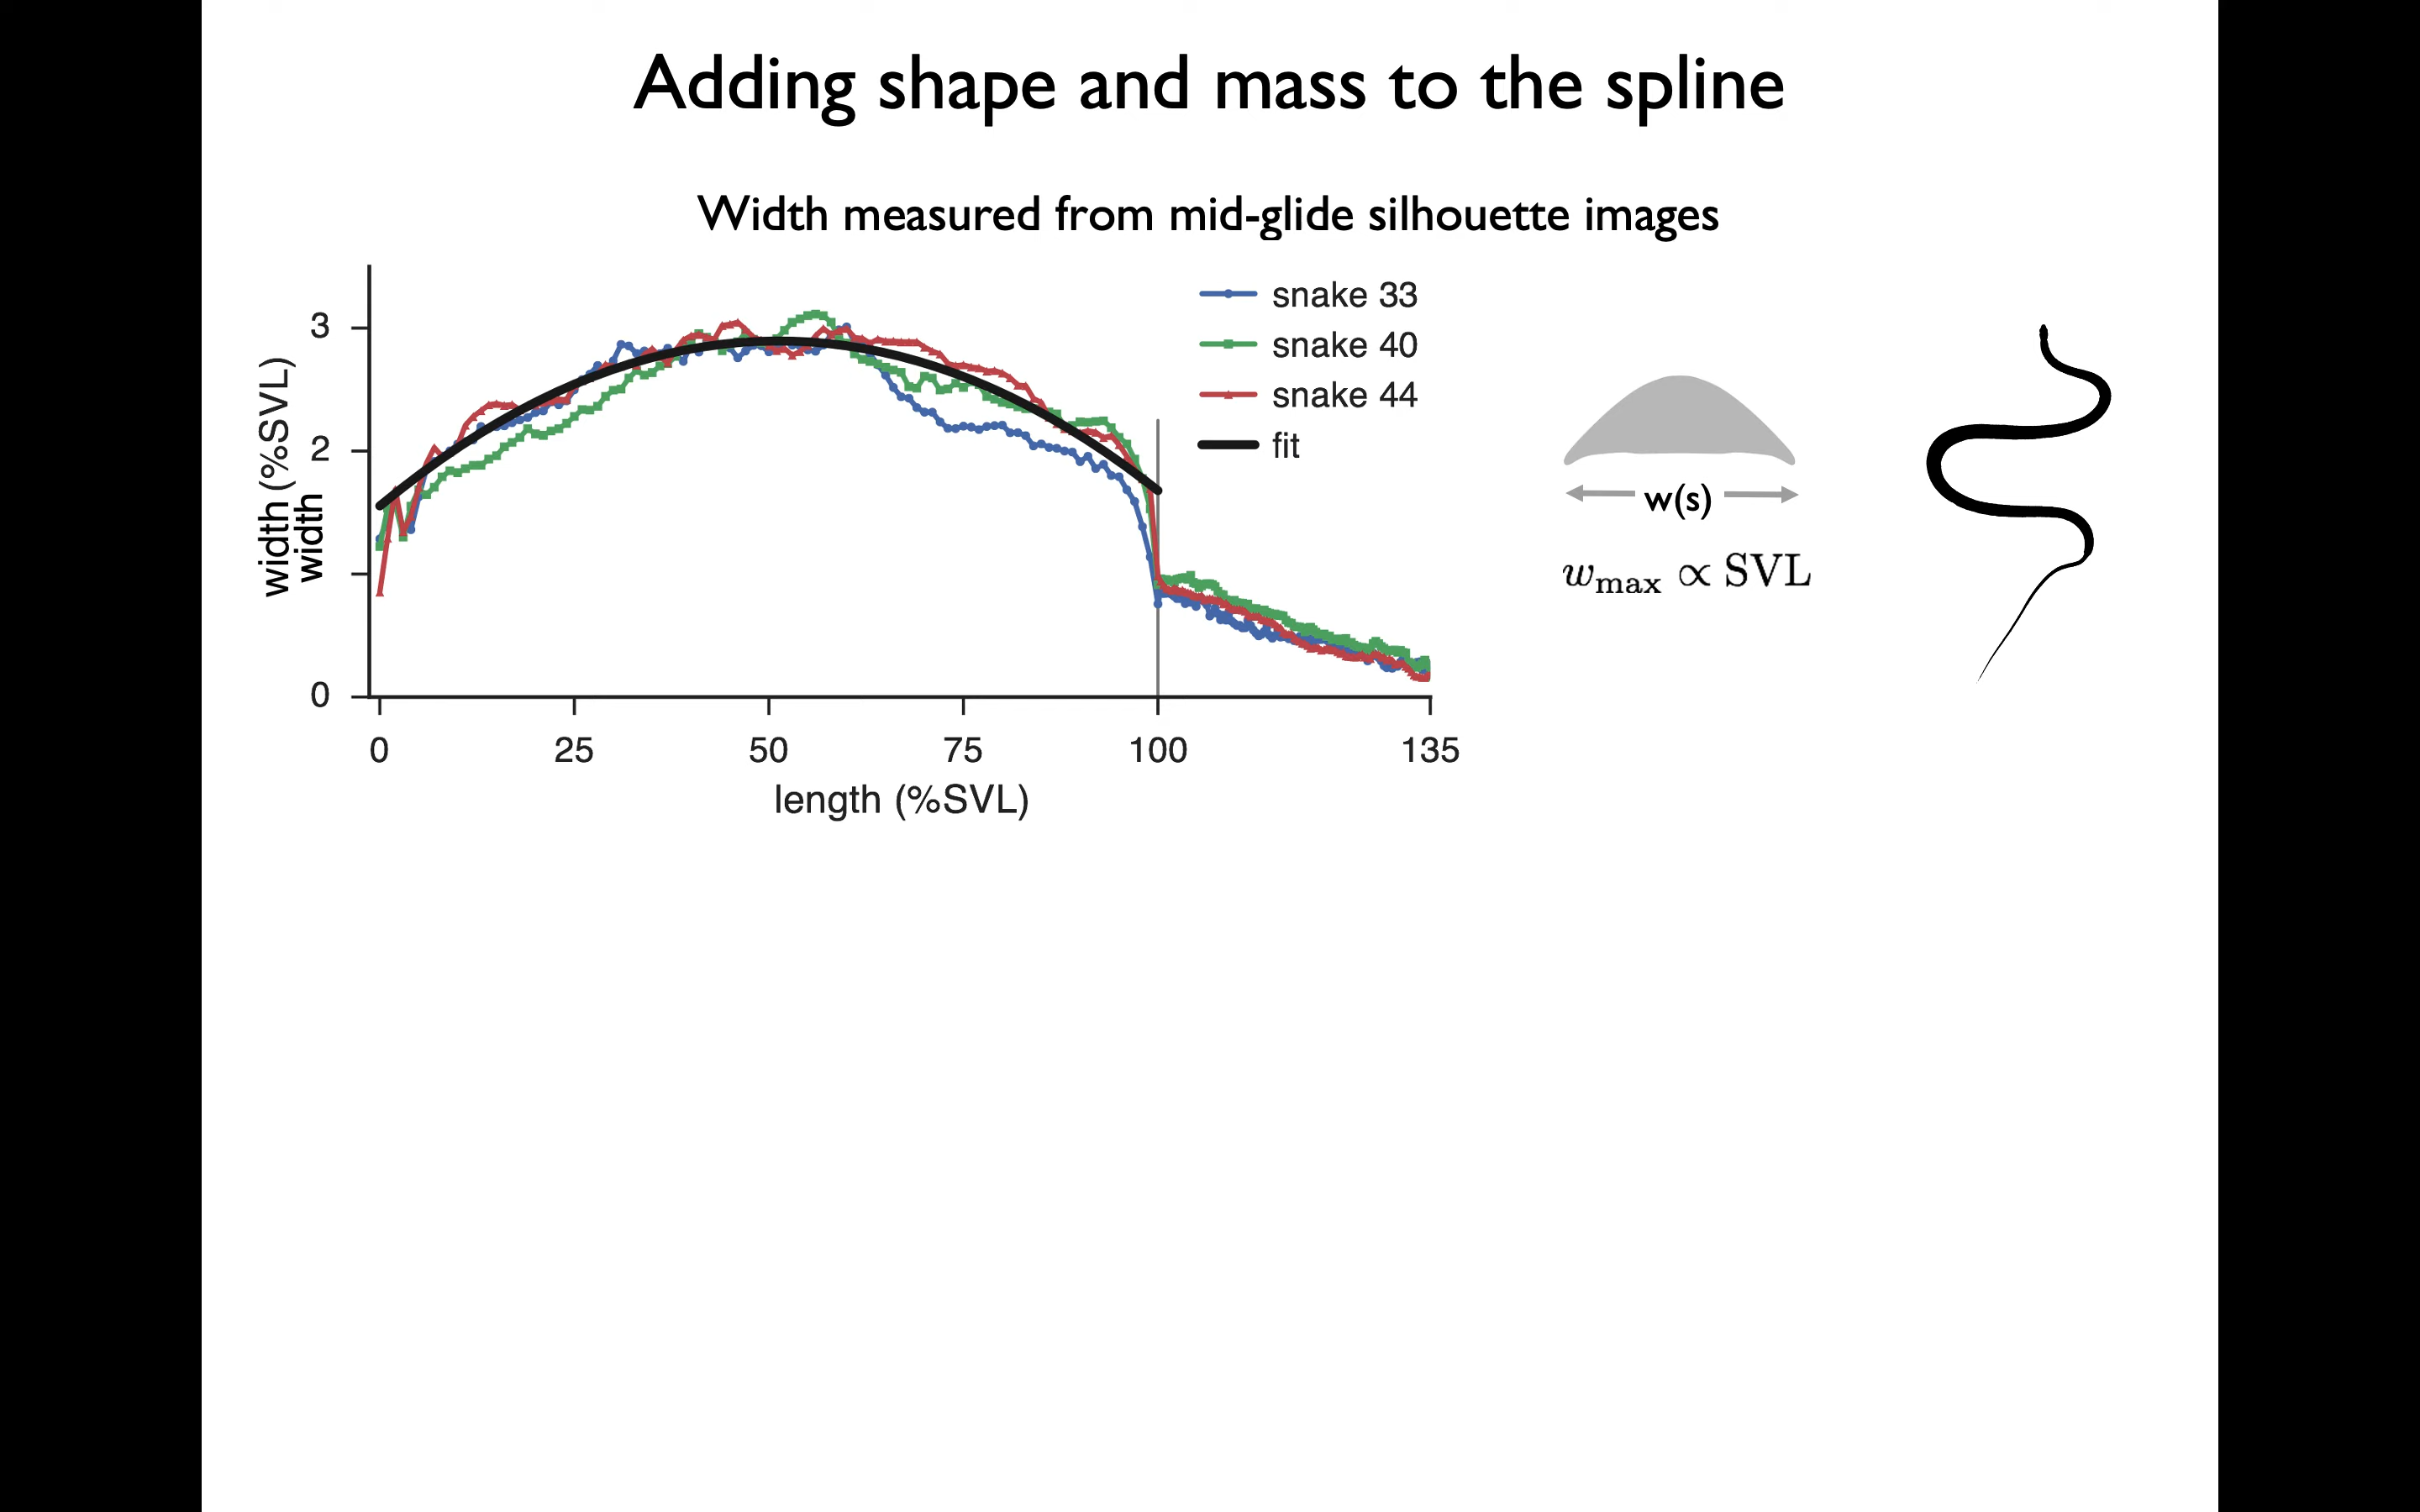 Adding shape and mass to the spline
Width measured from mid-glide silhouette images
width (%SVL)
width
3
2
0
0 25 50 75 100 135
length (%SVL)
snake 33
snake 40
snake 44
fit
w(s)
w_max ∝ SVL